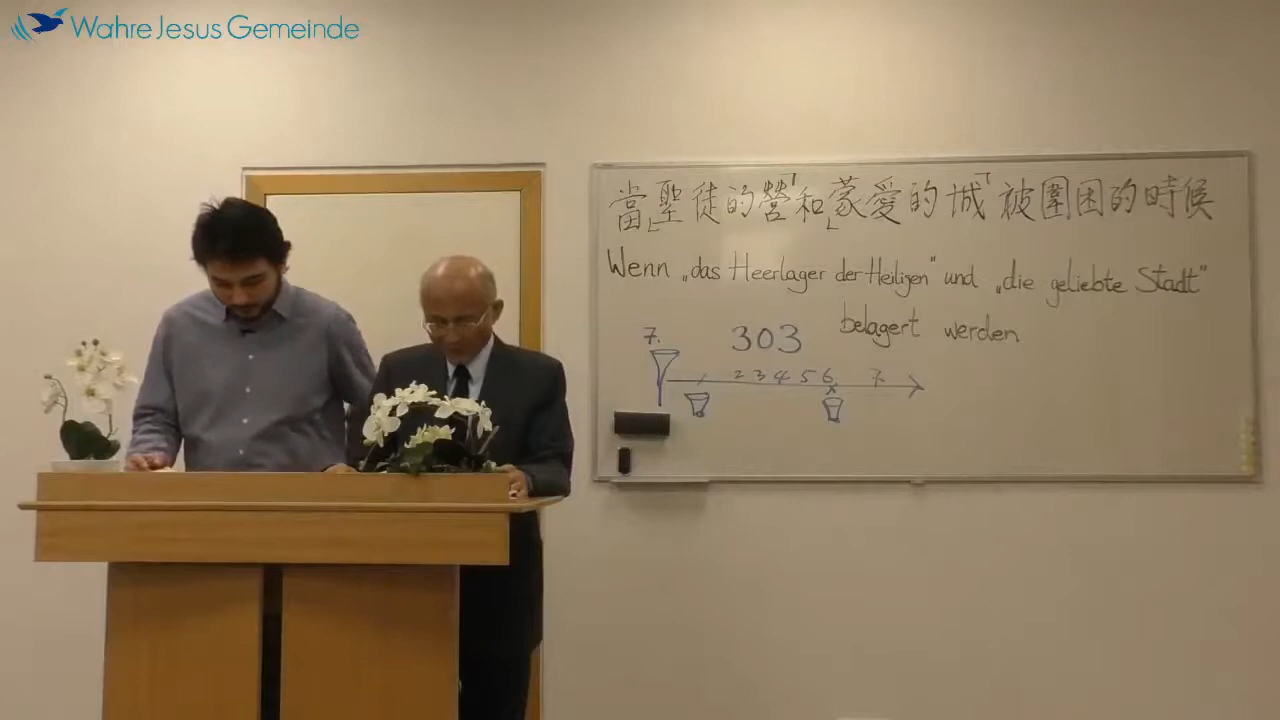 Wahre Jesus Gemeinde
當「聖徒的營」和「蒙愛的城」被圍困的時候
Wenn „das Heerlager der Heiligen" und „die geliebte Stadt"
belagert werden
303
7.
2 3 4 5 6 7.